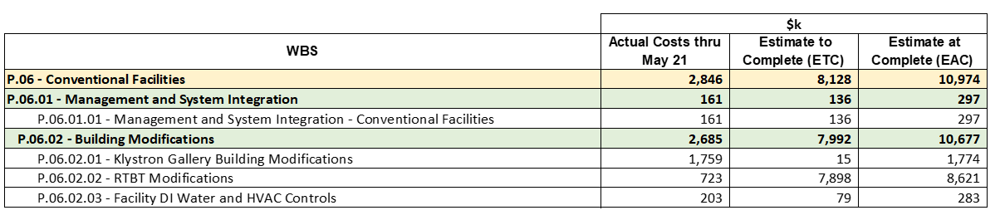 $k
WBS Actual Costs thru May 21 Estimate to Complete (ETC) Estimate at Complete (EAC)
P.06 - Conventional Facilities 2,846 8,128 10,974
P.06.01 - Management and System Integration 161 136 297
P.06.01.01 - Management and System Integration - Conventional Facilities 161 136 297
P.06.02 - Building Modifications 2,685 7,992 10,677
P.06.02.01 - Klystron Gallery Building Modifications 1,759 15 1,774
P.06.02.02 - RTBT Modifications 723 7,898 8,621
P.06.02.03 - Facility DI Water and HVAC Controls 203 79 283